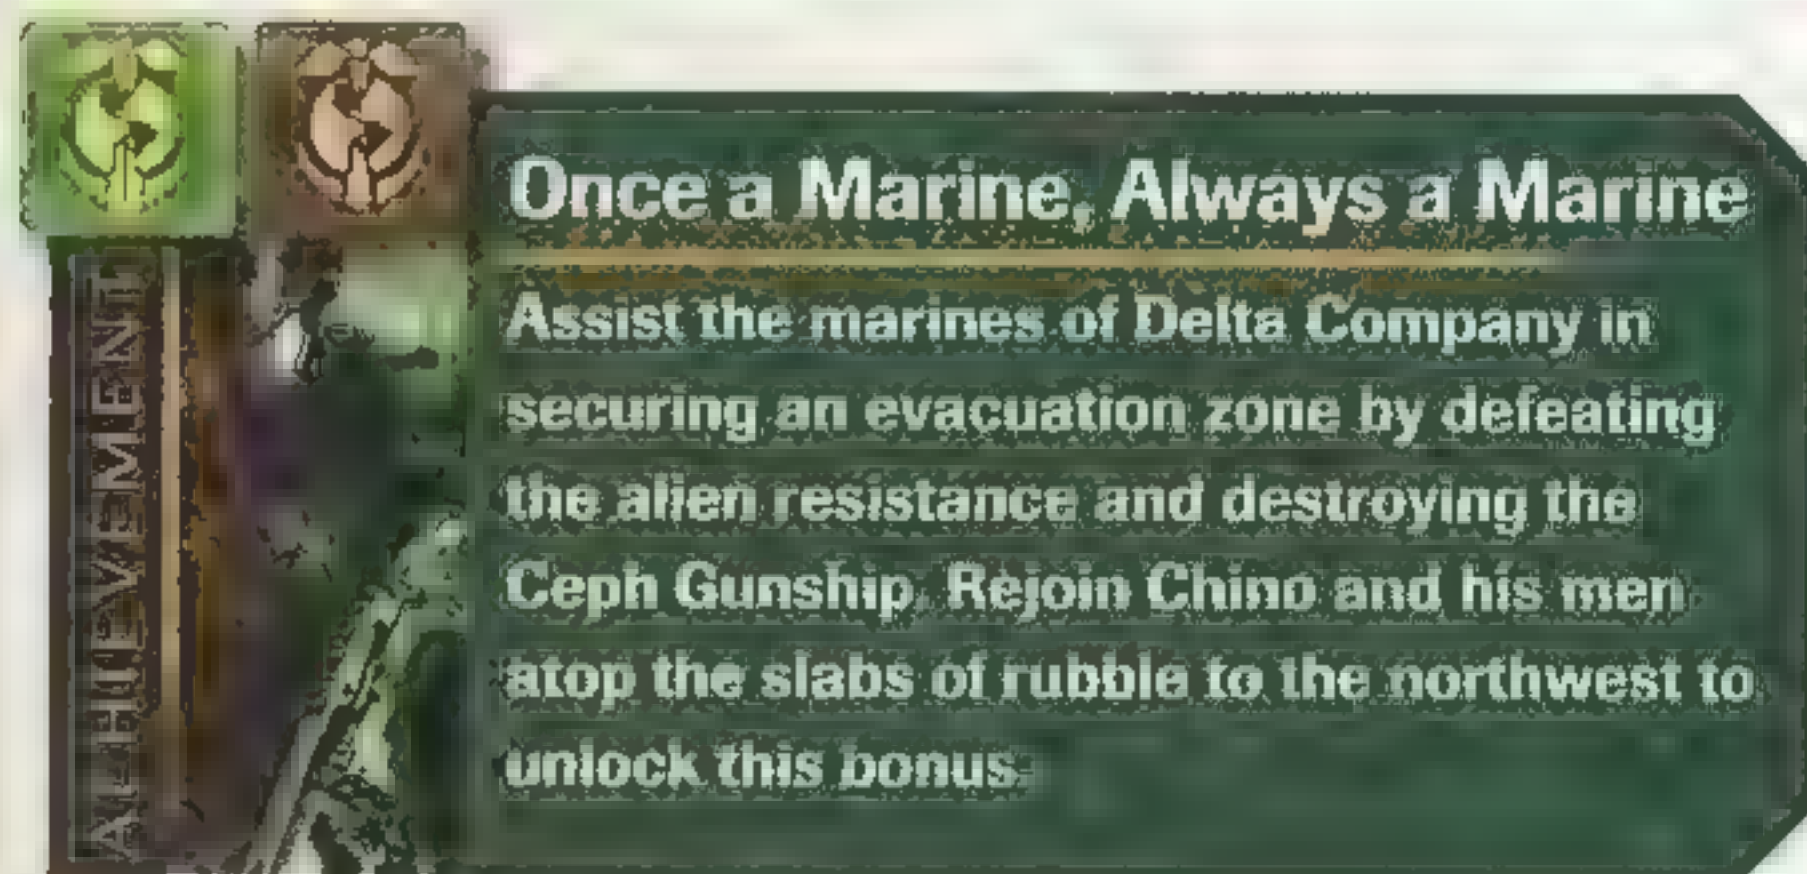 Once a Marine, Always a Marine
Assist the marines of Delta Company in
securing an evacuation zone by defeating
the alien resistance and destroying the
Ceph Gunship. Rejoin Chino and his men
atop the slabs of rubble to the northwest to
unlock this bonus.
ACHIEVEMENT